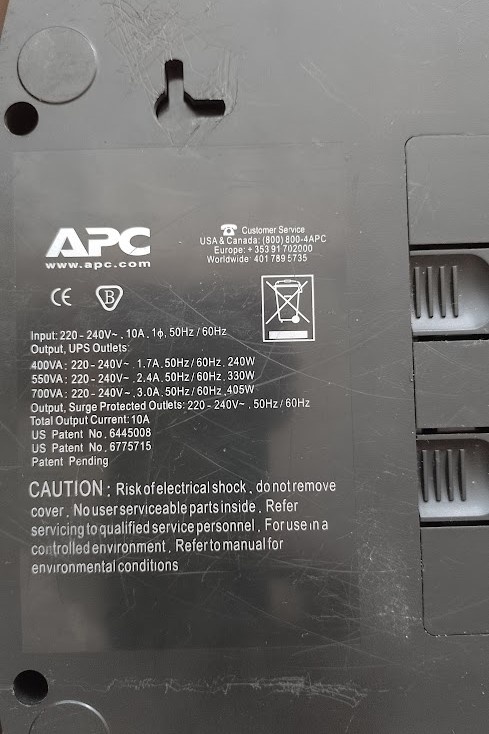 APC
www.apc.com
Customer Service
USA & Canada: (800) 800-4APC
Europe: +353 91 702000
Worldwide: 401 789 5735
CE B
Input: 220 - 240V~ , 10A, 1ϕ, 50Hz / 60Hz
Output, UPS Outlets:
400VA : 220 - 240V~ , 1.7A, 50Hz / 60Hz, 240W
550VA : 220 - 240V~ , 2.4A, 50Hz / 60Hz, 330W
700VA : 220 - 240V~ , 3.0A, 50Hz / 60Hz, 405W
Output, Surge Protected Outlets: 220 - 240V~ , 50Hz / 60Hz
Total Output Current: 10A
US Patent No. 6445008
US Patent No. 6775715
Patent Pending
CAUTION : Risk of electrical shock , do not remove
cover . No user serviceable parts inside . Refer
servicing to qualified service personnel . For use in a
controlled environment . Refer to manual for
environmental conditions